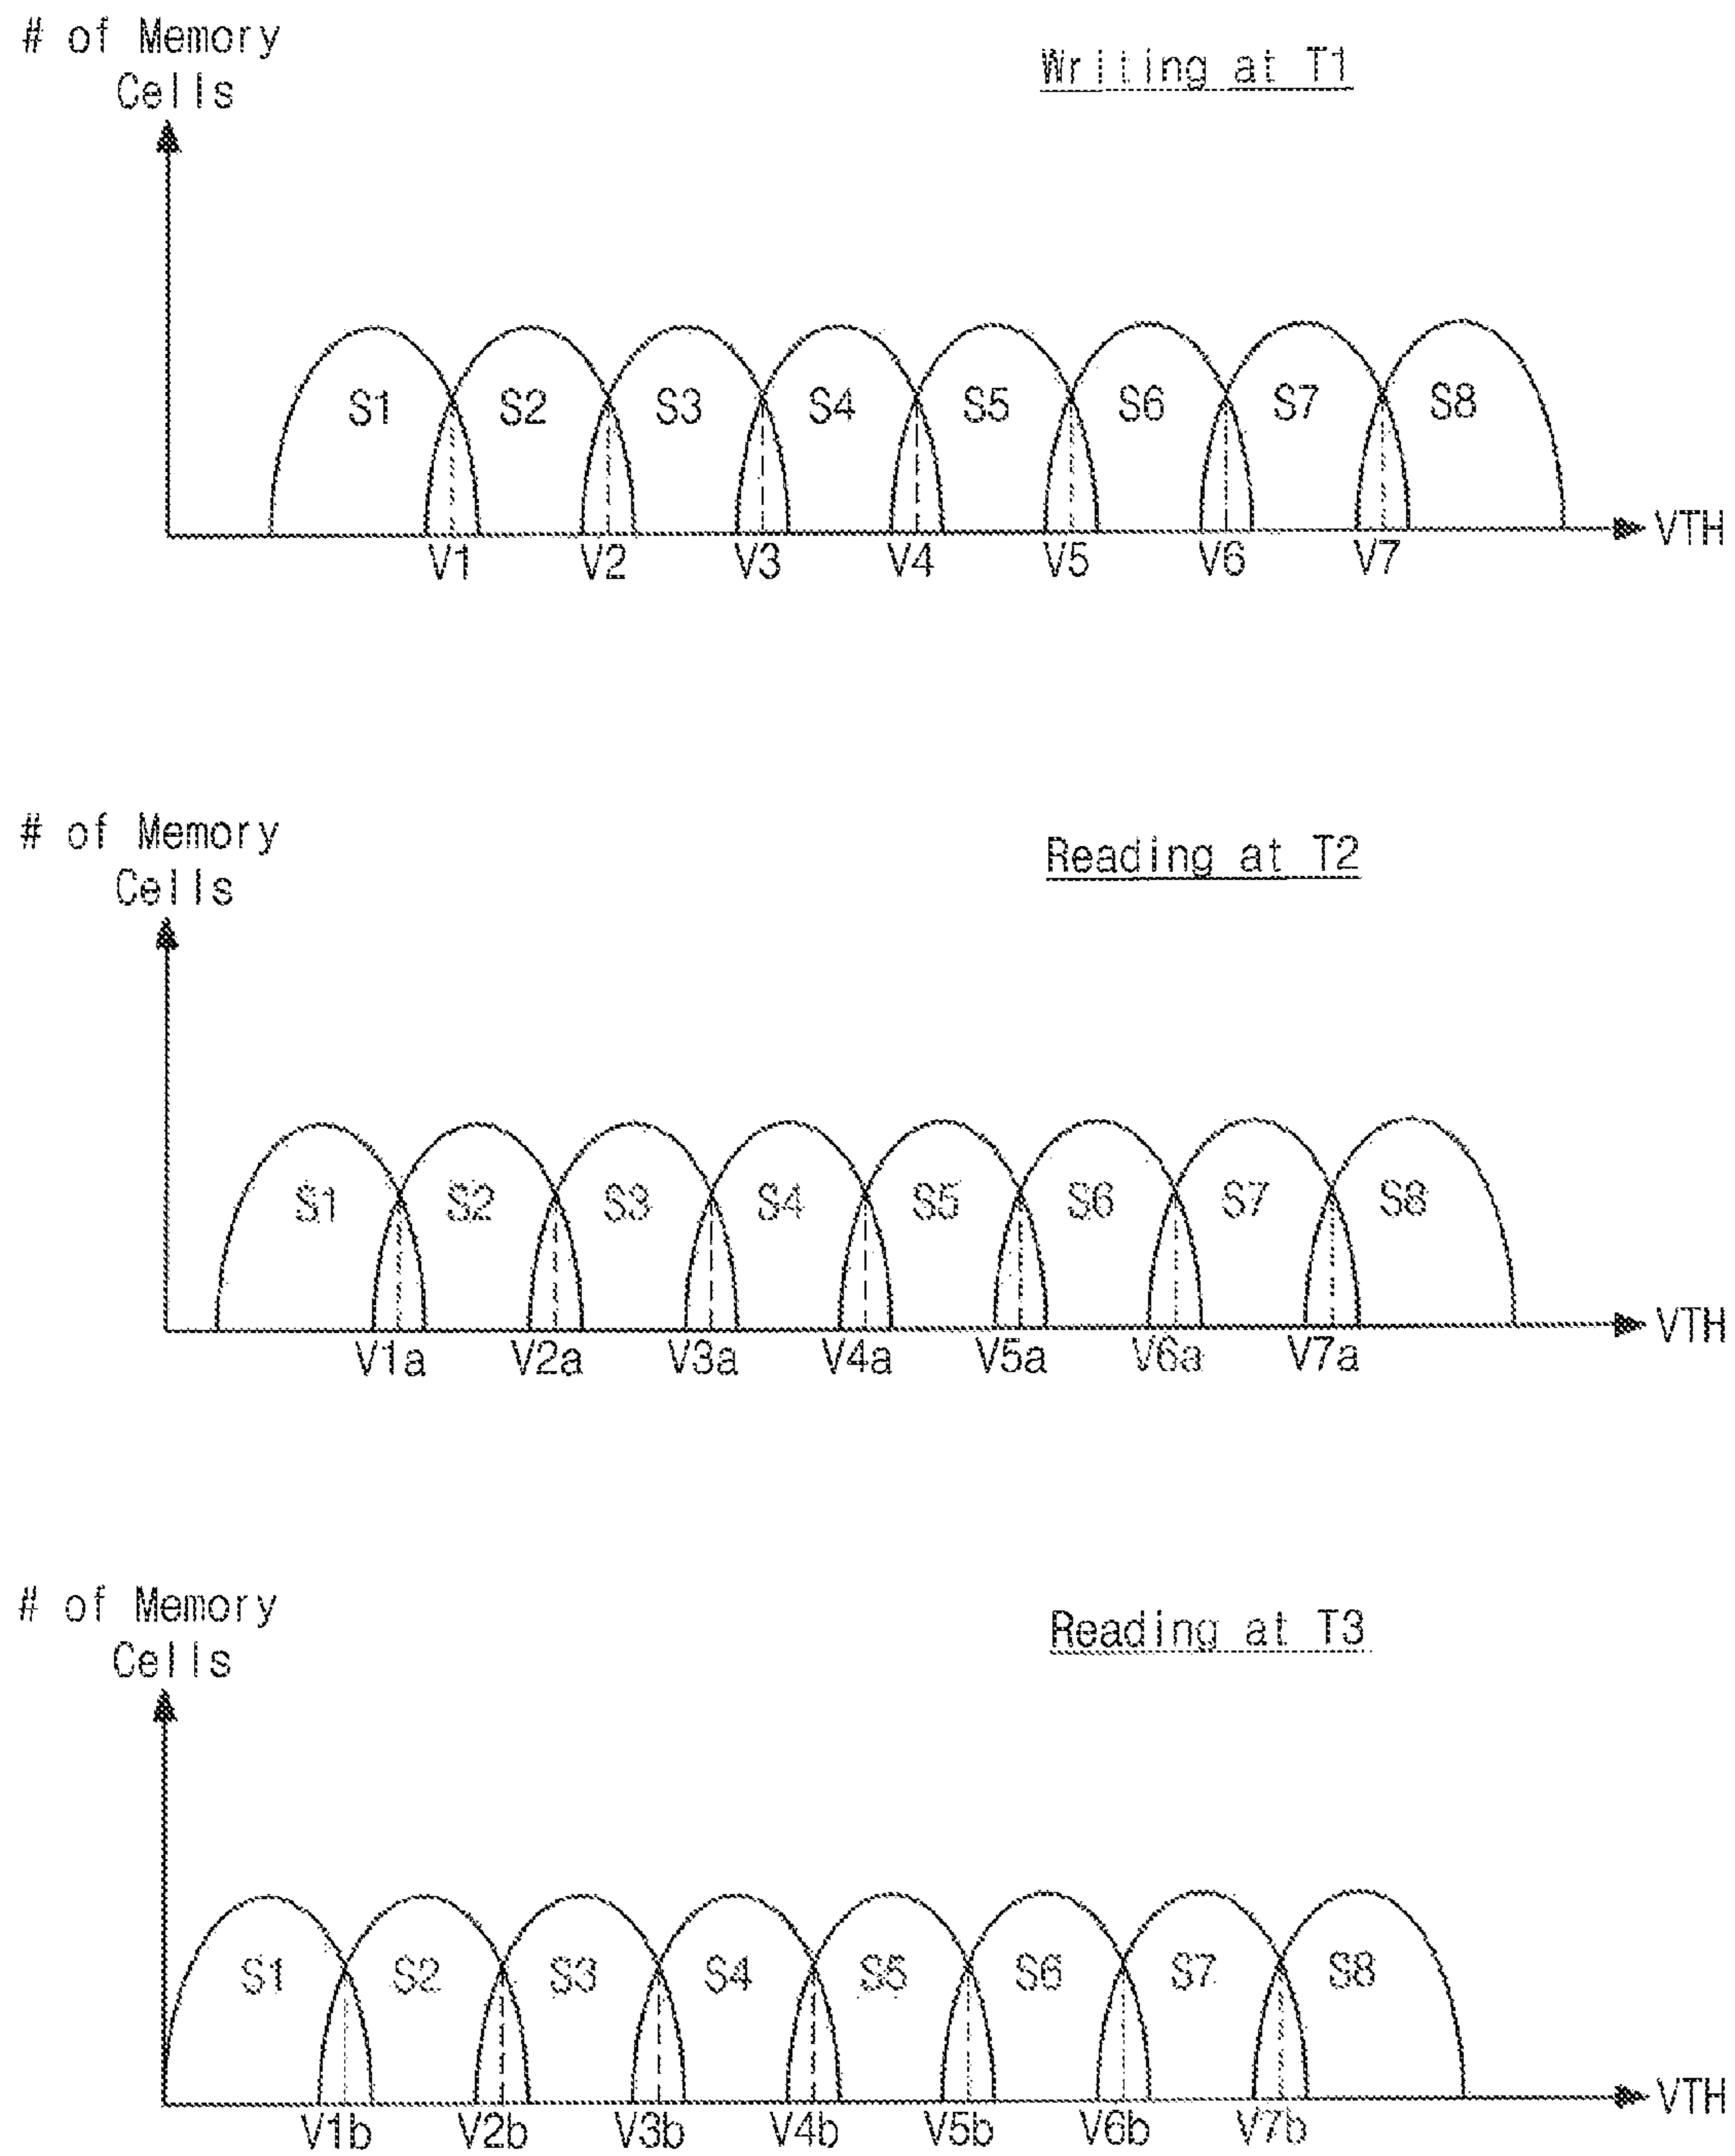 # of Memory
Cells
Writing at T1
S1 S2 S3 S4 S5 S6 S7 S8
VTH
V1 V2 V3 V4 V5 V6 V7
# of Memory
Cells
Reading at T2
S1 S2 S3 S4 S5 S6 S7 S8
VTH
V1a V2a V3a V4a V5a V6a V7a
# of Memory
Cells
Reading at T3
S1 S2 S3 S4 S5 S6 S7 S8
VTH
V1b V2b V3b V4b V5b V6b V7b